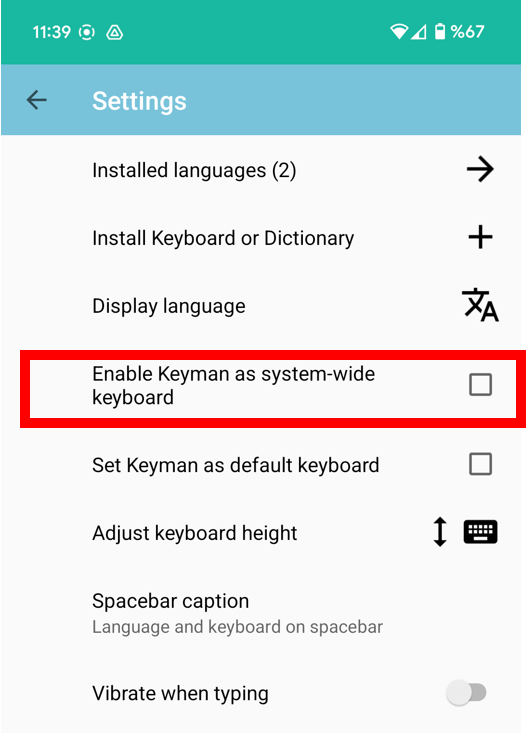 11:39 %67
Settings
Installed languages (2)
Install Keyboard or Dictionary
Display language
Enable Keyman as system-wide
keyboard
Set Keyman as default keyboard
Adjust keyboard height
Spacebar caption
Language and keyboard on spacebar
Vibrate when typing